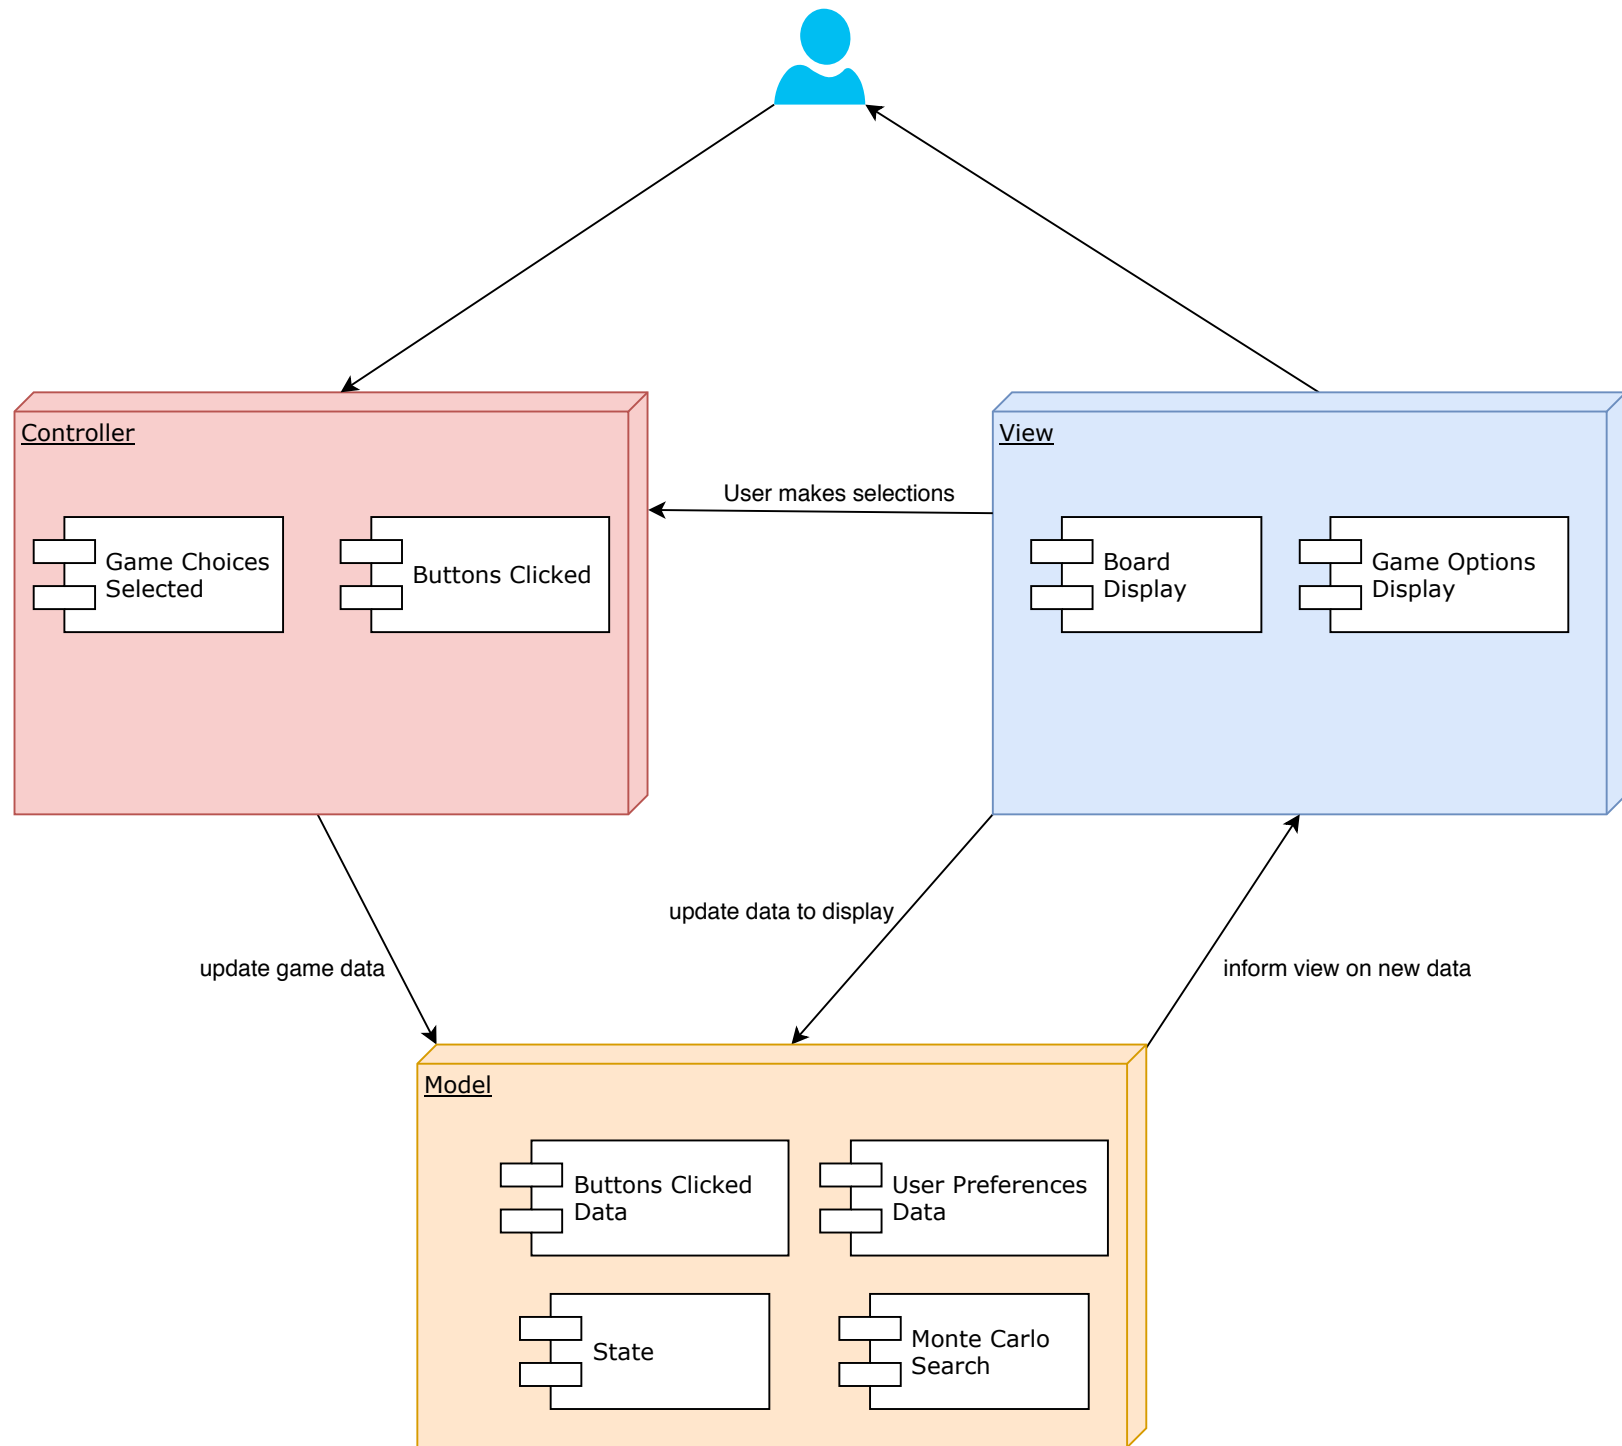 Controller
View
User makes selections
Game Choices
Selected
Buttons Clicked
Board
Display
Game Options
Display
update data to display
update game data
inform view on new data
Model
Buttons Clicked
Data
User Preferences
Data
State
Monte Carlo
Search